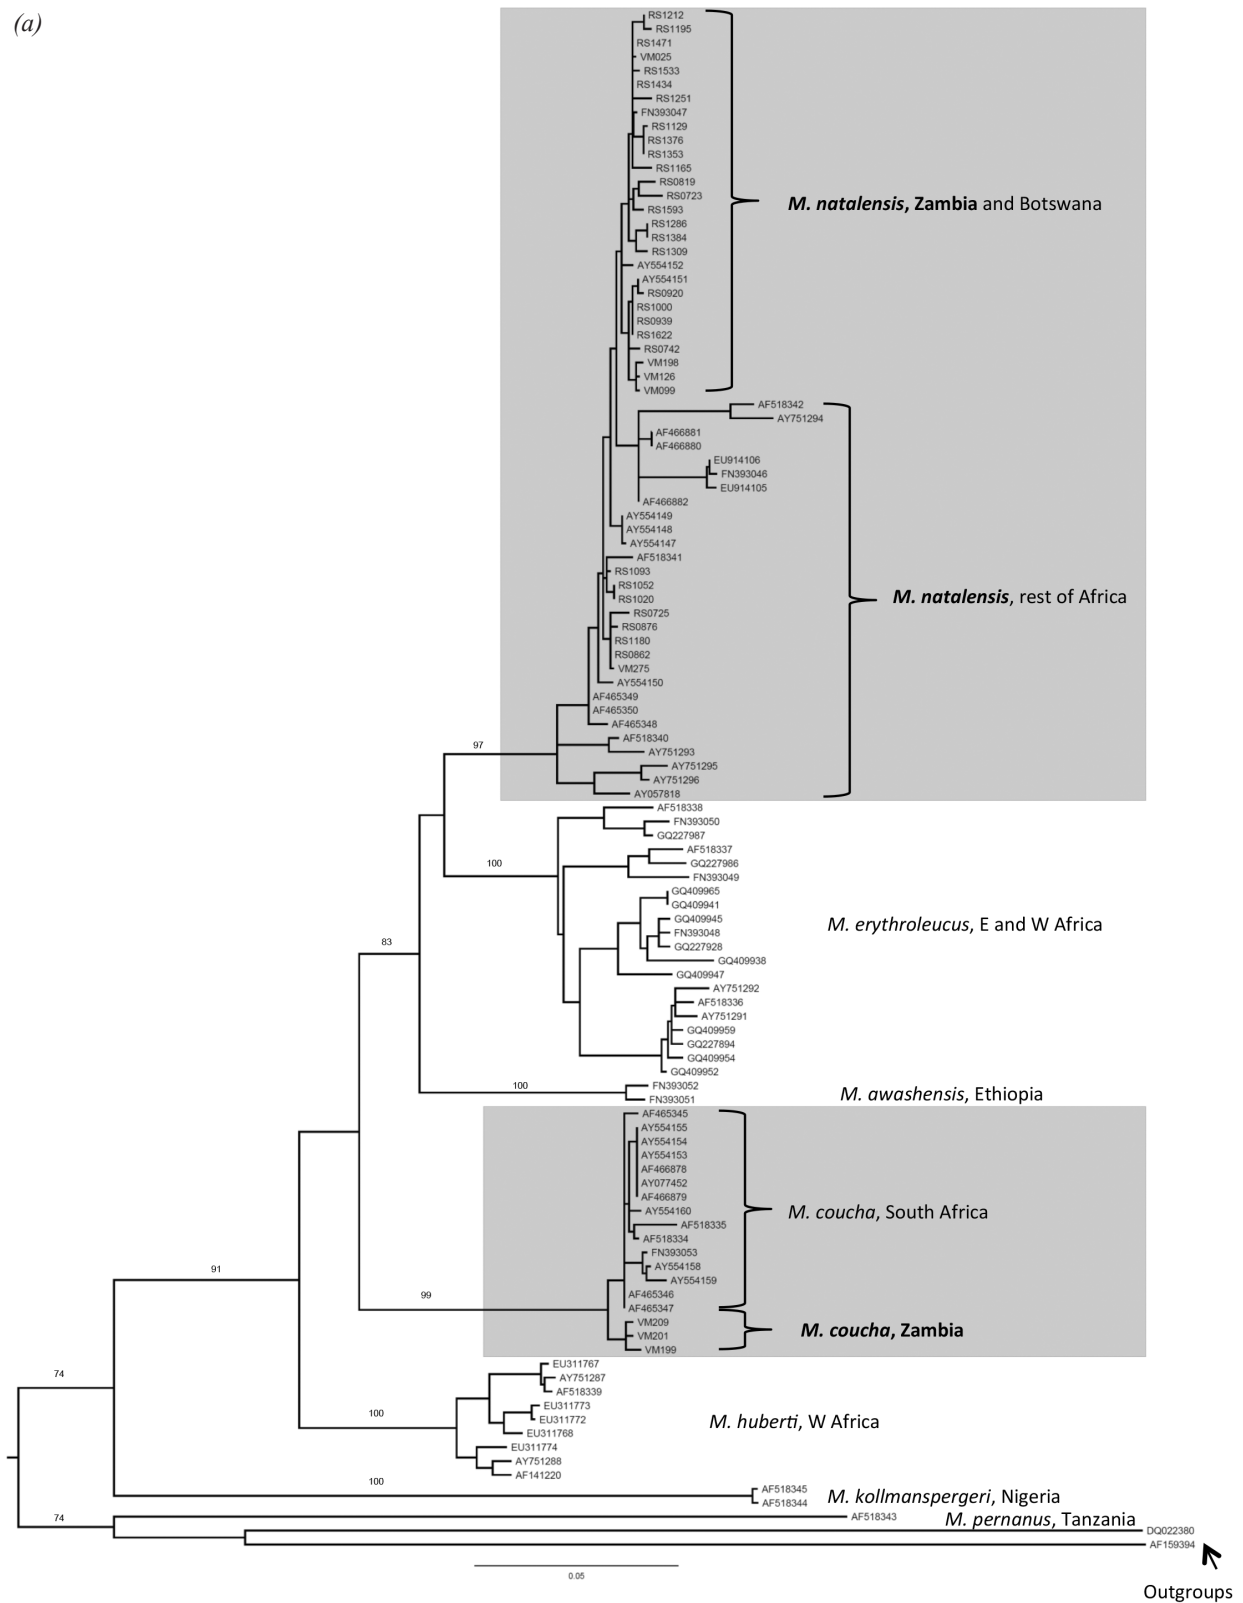 (a)
RS1212
RS1195
RS1471
VM025
RS1533
RS1434
RS1251
FN393047
RS1129
RS1376
RS1353
RS1165
RS0819
RS0723
M. natalensis, Zambia and Botswana
RS1593
RS1286
RS1384
RS1309
AY554152
AY554151
RS0920
RS1000
RS0939
RS1622
RS0742
VM198
VM126
VM099
AF518342
AY751294
AF466881
AF466880
EU914106
FN393046
EU914105
AF466882
AY554149
AY554148
AY554147
AF518341
RS1093
RS1052
RS1020
M. natalensis, rest of Africa
RS0725
RS0876
RS1180
RS0862
VM275
AY554150
AF465349
AF465350
AF465348
AF518340
97
AY751293
AY751295
AY751296
AY057818
AF518338
FN393050
GQ227987
AF518337
100
GQ227986
FN393049
GQ409965
GQ409941
GQ409945
M. erythroleucus, E and W Africa
FN393048
83
GQ227928
GQ409938
GQ409947
AY751292
AF518336
AY751291
GQ409959
GQ227894
GQ409954
GQ409952
100
FN393052
M. awashensis, Ethiopia
FN393051
AF465345
AY554155
AY554154
AY554153
AF466878
AY077452
AF466879
AY554160
M. coucha, South Africa
AF518335
AF518334
FN393053
91
AY554158
AY554159
99
AF465346
AF465347
VM209
M. coucha, Zambia
VM201
VM199
EU311767
74
AY751287
AF518339
100
EU311773
EU311772
M. huberti, W Africa
EU311768
EU311774
AY751288
AF141220
100
AF518345
M. kollmanspergeri, Nigeria
AF518344
74
AF518343
M. pernanus, Tanzania
DQ022380
AF159394
0.05
Outgroups